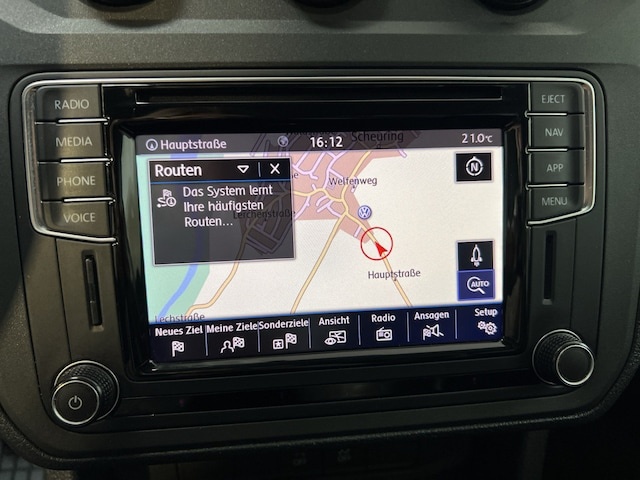 RADIO
MEDIA
PHONE
VOICE
EJECT
NAV
APP
MENU
Hauptstraße
16:12
21.0°C
Scheuring
Routen
Das System lernt
Ihre häufigsten
Routen...
Welfenweg
Lerchenstraße
N
Hauptstraße
AUTO
Lechstraße
Neues Ziel
Meine Ziele
Sonderziele
Ansicht
Radio
Ansagen
Setup